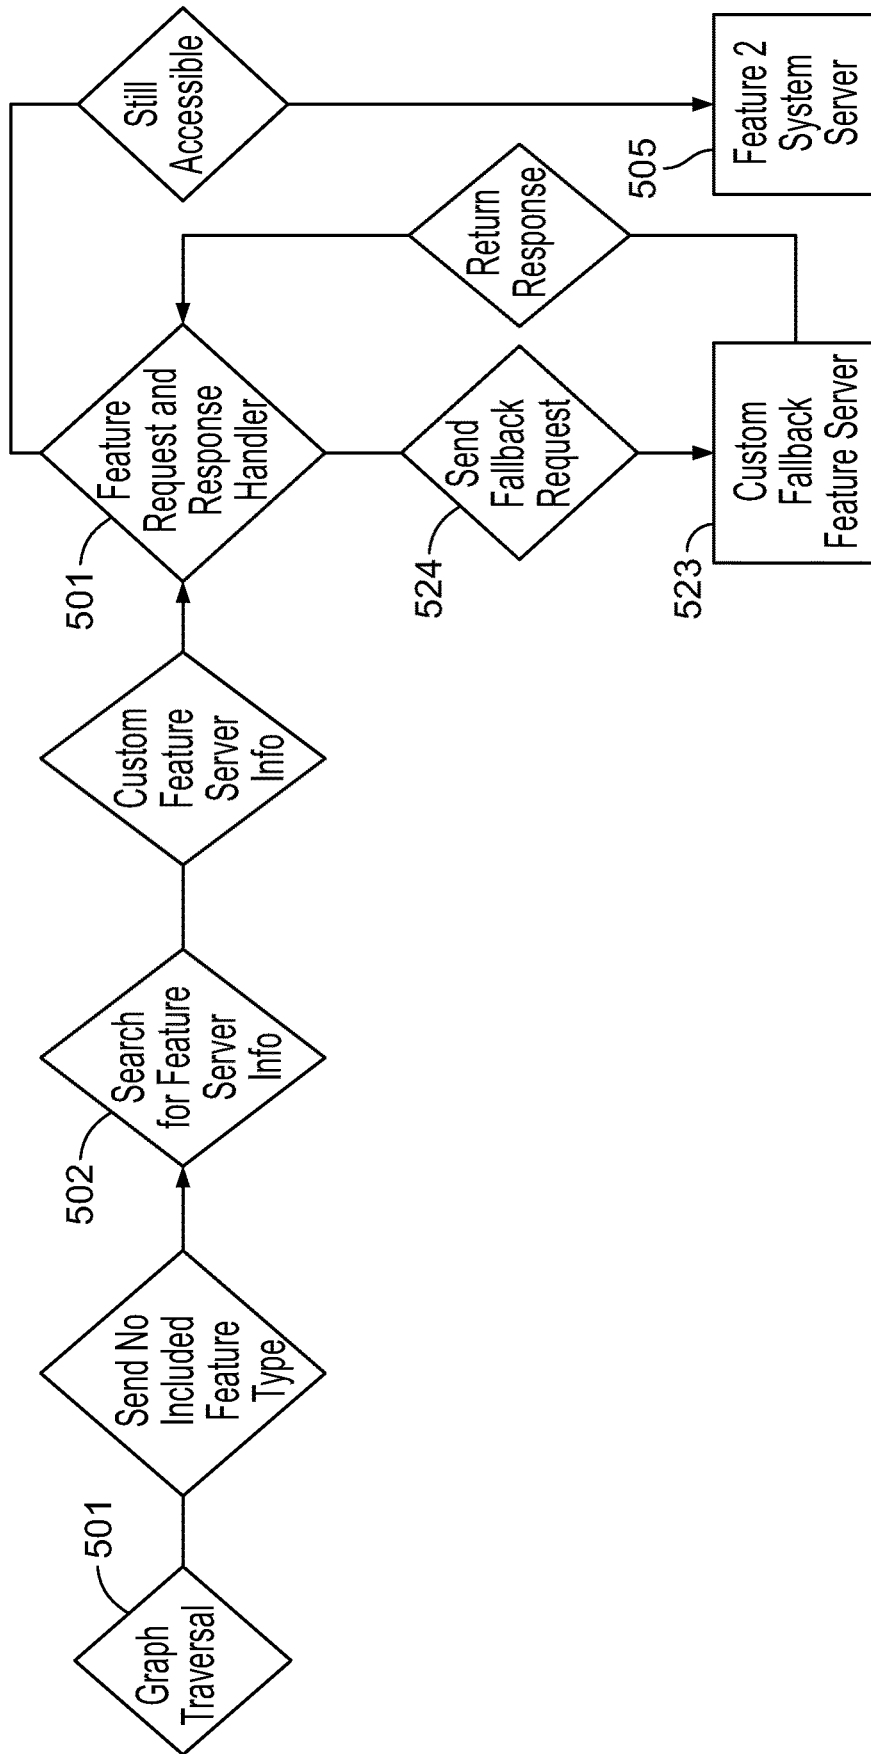 501
Graph
Traversal
Send No
Included
Feature
Type
502
Search
for Feature
Server
Info
Custom
Feature
Server
Info
501
Feature
Request and
Response
Handler
Still
Accessible
524
Send
Fallback
Request
Return
Response
523
Custom
Fallback
Feature Server
505
Feature 2
System
Server